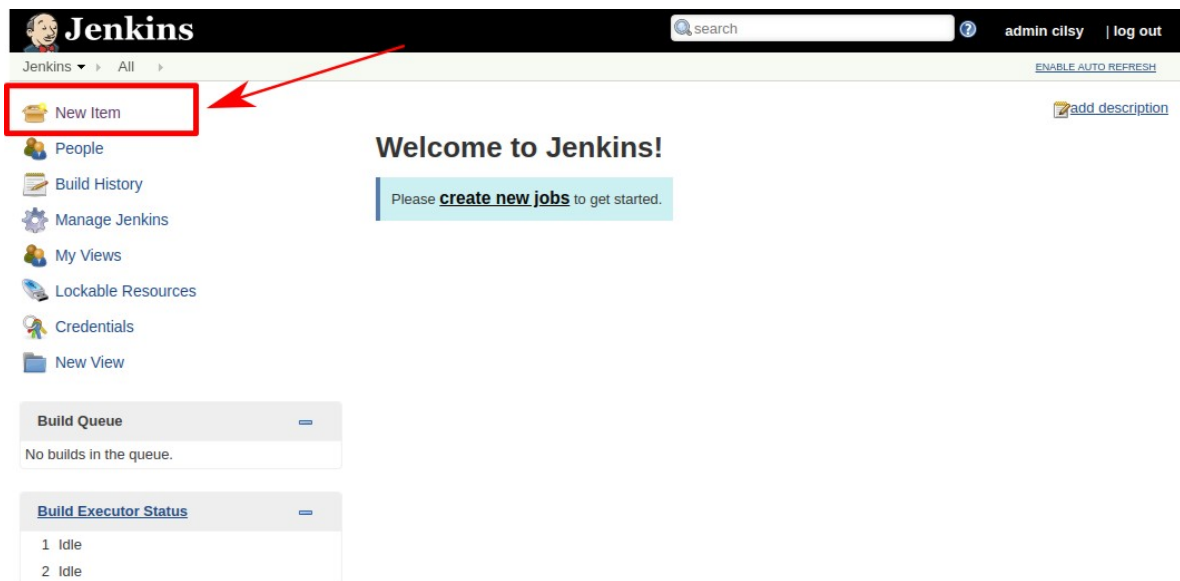 Jenkins
search
admin cilsy | log out
Jenkins All
ENABLE AUTO REFRESH
New Item
add description
People
Build History
Manage Jenkins
My Views
Lockable Resources
Credentials
New View
Welcome to Jenkins!
Please create new jobs to get started.
Build Queue
No builds in the queue.
Build Executor Status
1 Idle
2 Idle